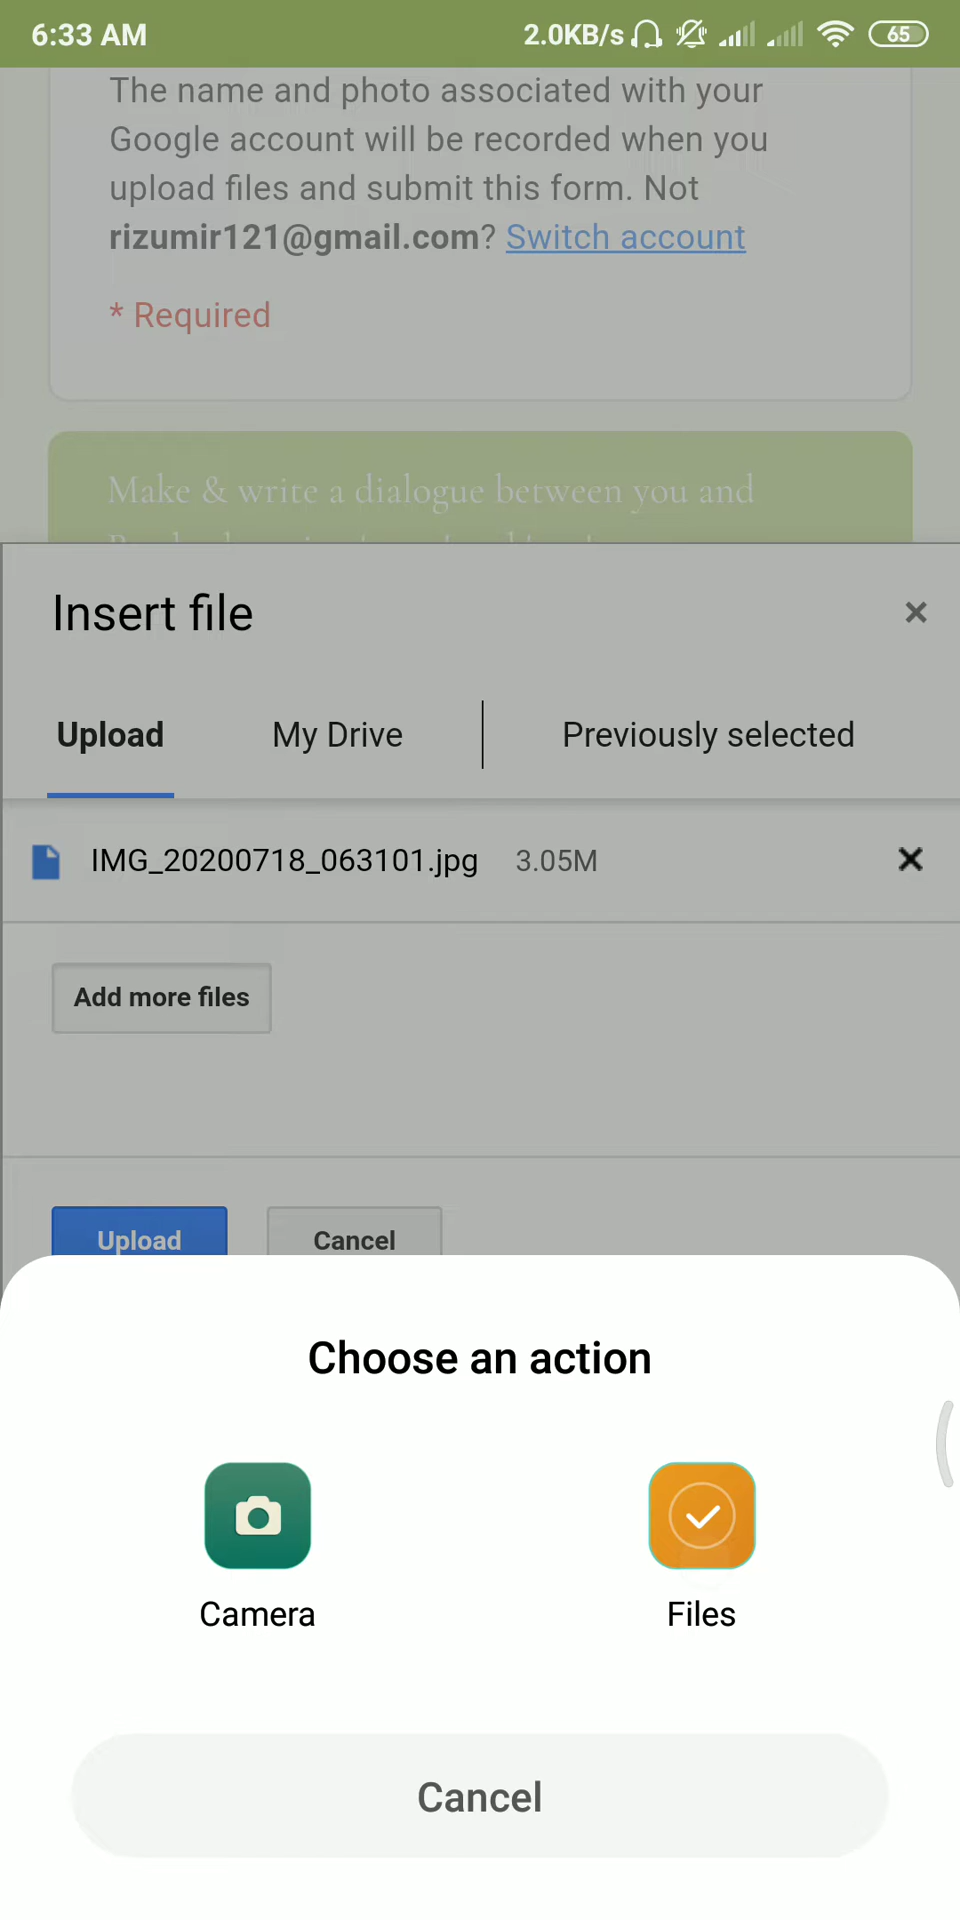 6:33 AM 2.0KB/s 65
The name and photo associated with your
Google account will be recorded when you
upload files and submit this form. Not
rizumir121@gmail.com? Switch account
* Required
Make & write a dialogue between you and
Insert file
Upload My Drive Previously selected
IMG_20200718_063101.jpg 3.05M
Add more files
Upload Cancel
Choose an action
Camera Files
Cancel